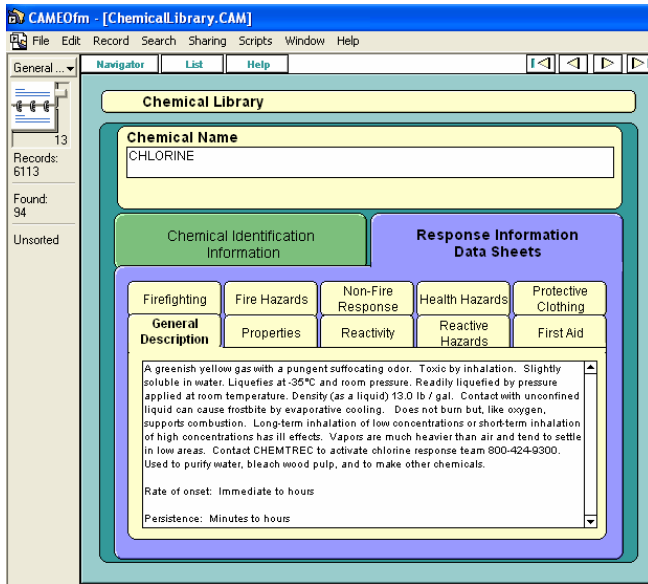 CAMEOfm - [ChemicalLibrary.CAM]
File Edit Record Search Sharing Scripts Window Help
General ...
Navigator List Help
13
Records:
6113
Found:
94
Unsorted
Chemical Library
Chemical Name
CHLORINE
Chemical Identification
Information
Response Information
Data Sheets
Firefighting
Fire Hazards
Non-Fire
Response
Health Hazards
Protective
Clothing
General
Description
Properties
Reactivity
Reactive
Hazards
First Aid
A greenish yellow gas with a pungent suffocating odor. Toxic by inhalation. Slightly
soluble in water. Liquefies at -35°C and room pressure. Readily liquefied by pressure
applied at room temperature. Density (as a liquid) 13.0 lb / gal. Contact with unconfined
liquid can cause frostbite by evaporative cooling. Does not burn but, like oxygen,
supports combustion. Long-term inhalation of low concentrations or short-term inhalation
of high concentrations has ill effects. Vapors are much heavier than air and tend to settle
in low areas. Contact CHEMTREC to activate chlorine response team 800-424-9300.
Used to purify water, bleach wood pulp, and to make other chemicals.
Rate of onset: Immediate to hours
Persistence: Minutes to hours